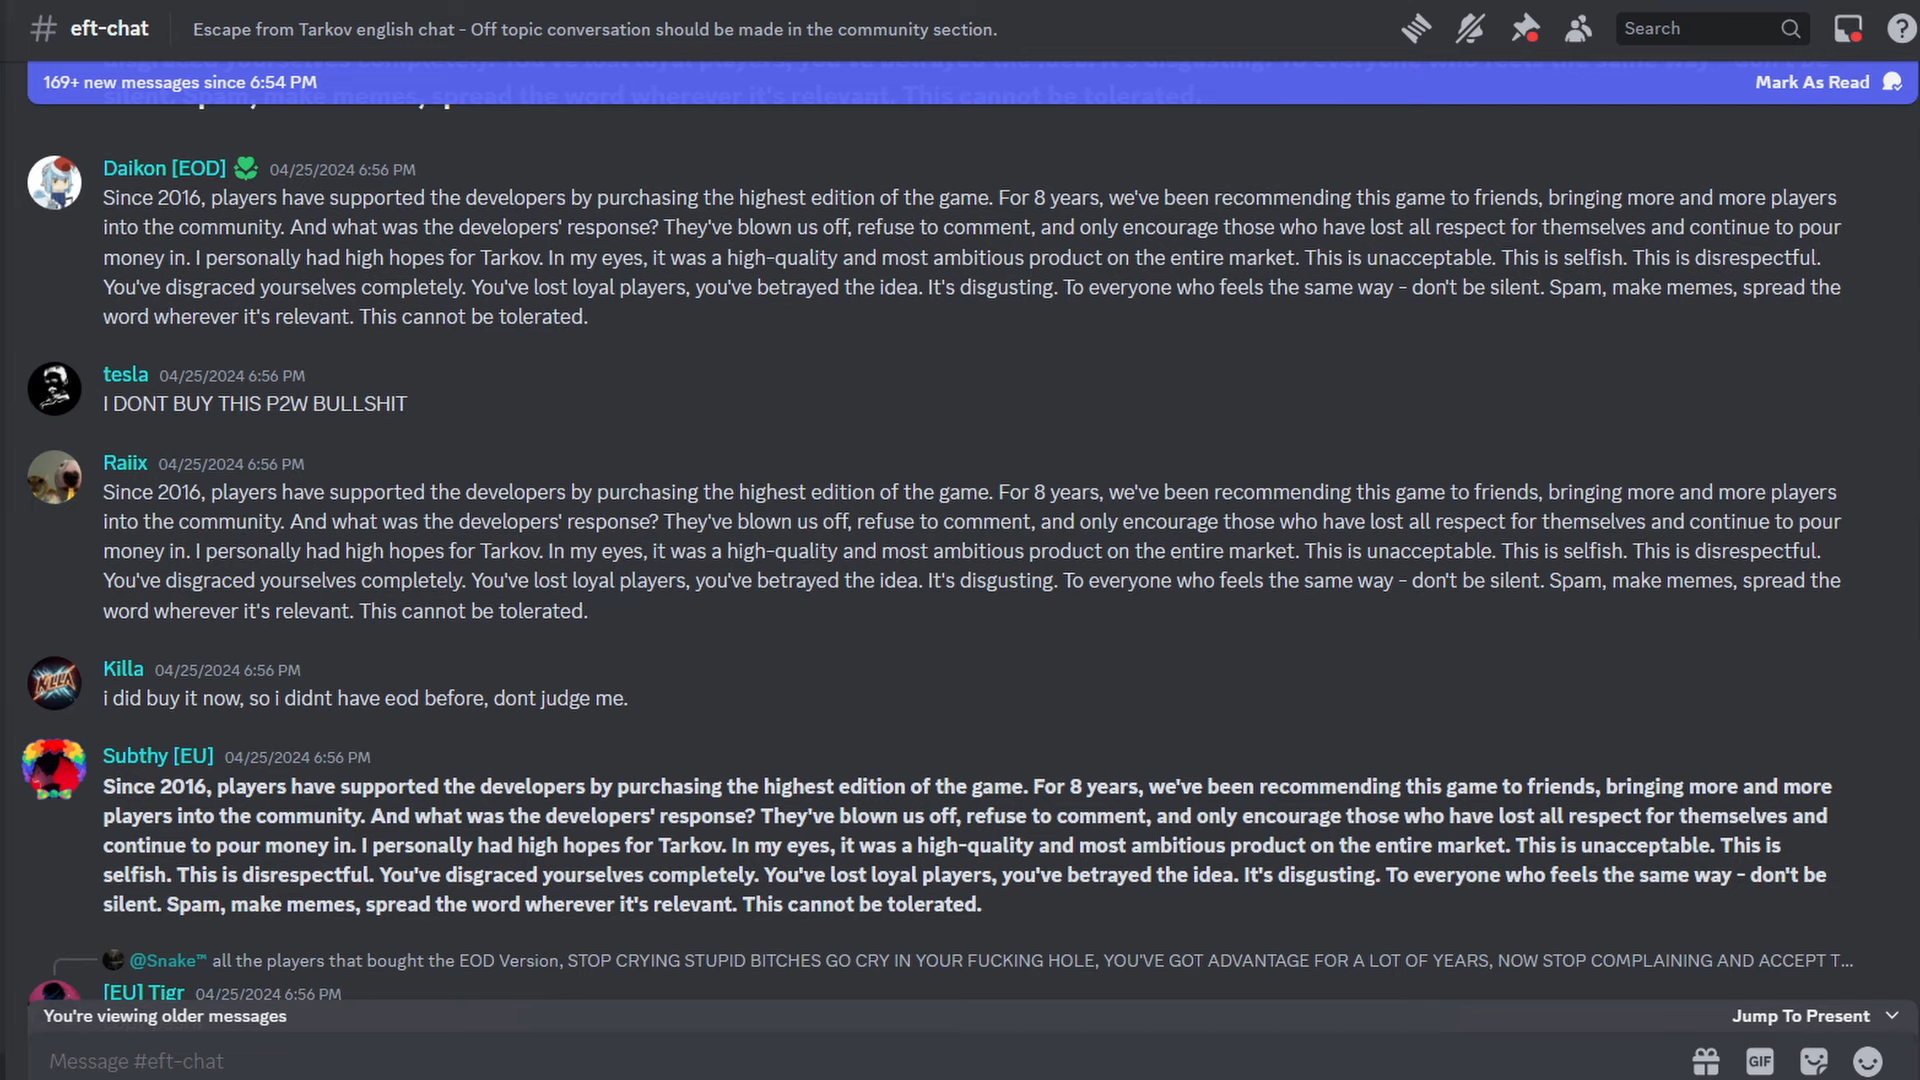 eft-chat
Escape from Tarkov english chat - Off topic conversation should be made in the community section.
Search
169+ new messages since 6:54 PM
Mark As Read
silent. Spam, make memes, spread the word wherever it's relevant. This cannot be tolerated.
Daikon [EOD] 04/25/2024 6:56 PM
Since 2016, players have supported the developers by purchasing the highest edition of the game. For 8 years, we've been recommending this game to friends, bringing more and more players
into the community. And what was the developers' response? They've blown us off, refuse to comment, and only encourage those who have lost all respect for themselves and continue to pour
money in. I personally had high hopes for Tarkov. In my eyes, it was a high-quality and most ambitious product on the entire market. This is unacceptable. This is selfish. This is disrespectful.
You've disgraced yourselves completely. You've lost loyal players, you've betrayed the idea. It's disgusting. To everyone who feels the same way - don't be silent. Spam, make memes, spread the
word wherever it's relevant. This cannot be tolerated.
tesla 04/25/2024 6:56 PM
I DONT BUY THIS P2W BULLSHIT
Raiix 04/25/2024 6:56 PM
Since 2016, players have supported the developers by purchasing the highest edition of the game. For 8 years, we've been recommending this game to friends, bringing more and more players
into the community. And what was the developers' response? They've blown us off, refuse to comment, and only encourage those who have lost all respect for themselves and continue to pour
money in. I personally had high hopes for Tarkov. In my eyes, it was a high-quality and most ambitious product on the entire market. This is unacceptable. This is selfish. This is disrespectful.
You've disgraced yourselves completely. You've lost loyal players, you've betrayed the idea. It's disgusting. To everyone who feels the same way - don't be silent. Spam, make memes, spread the
word wherever it's relevant. This cannot be tolerated.
KILLA
Killa 04/25/2024 6:56 PM
i did buy it now, so i didnt have eod before, dont judge me.
Subthy [EU] 04/25/2024 6:56 PM
Since 2016, players have supported the developers by purchasing the highest edition of the game. For 8 years, we've been recommending this game to friends, bringing more and more
players into the community. And what was the developers' response? They've blown us off, refuse to comment, and only encourage those who have lost all respect for themselves and
continue to pour money in. I personally had high hopes for Tarkov. In my eyes, it was a high-quality and most ambitious product on the entire market. This is unacceptable. This is
selfish. This is disrespectful. You've disgraced yourselves completely. You've lost loyal players, you've betrayed the idea. It's disgusting. To everyone who feels the same way - don't be
silent. Spam, make memes, spread the word wherever it's relevant. This cannot be tolerated.
@Snake™ all the players that bought the EOD Version, STOP CRYING STUPID BITCHES GO CRY IN YOUR FUCKING HOLE, YOU'VE GOT ADVANTAGE FOR A LOT OF YEARS, NOW STOP COMPLAINING AND ACCEPT T...
[EU] Tigr 04/25/2024 6:56 PM
You're viewing older messages
Jump To Present
Message #eft-chat
GIF